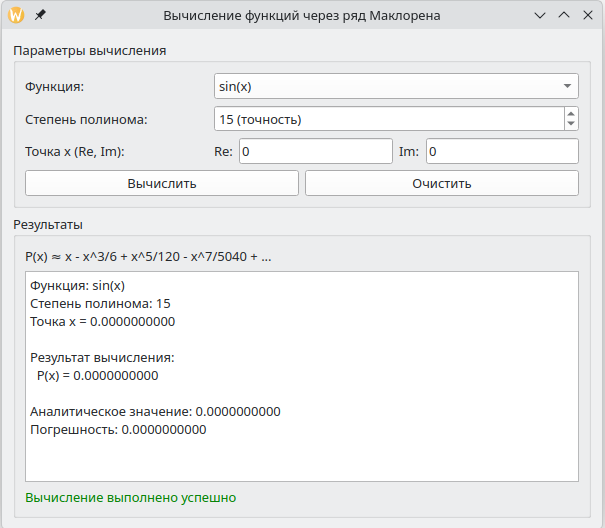 Вычисление функций через ряд Маклорена
Параметры вычисления
Функция: sin(x)
Степень полинома: 15 (точность)
Точка x (Re, Im): Re: 0 Im: 0
Вычислить Очистить
Результаты
P(x) ≈ x - x^3/6 + x^5/120 - x^7/5040 + ...
Функция: sin(x)
Степень полинома: 15
Точка x = 0.0000000000
Результат вычисления:
P(x) = 0.0000000000
Аналитическое значение: 0.0000000000
Погрешность: 0.0000000000
Вычисление выполнено успешно